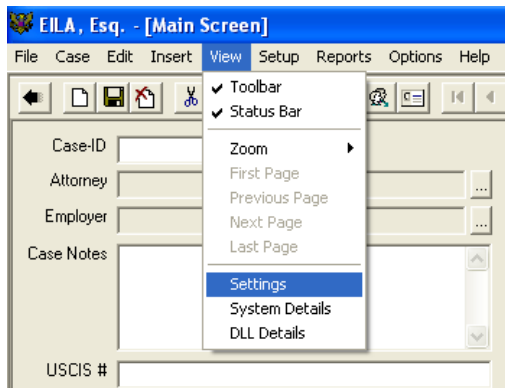 EILA, Esq. - [Main Screen]
File Case Edit Insert View Setup Reports Options Help
Toolbar
Status Bar
Zoom
First Page
Previous Page
Next Page
Last Page
Settings
System Details
DLL Details
Case-ID
Attorney
...
Employer
...
Case Notes
USCIS #